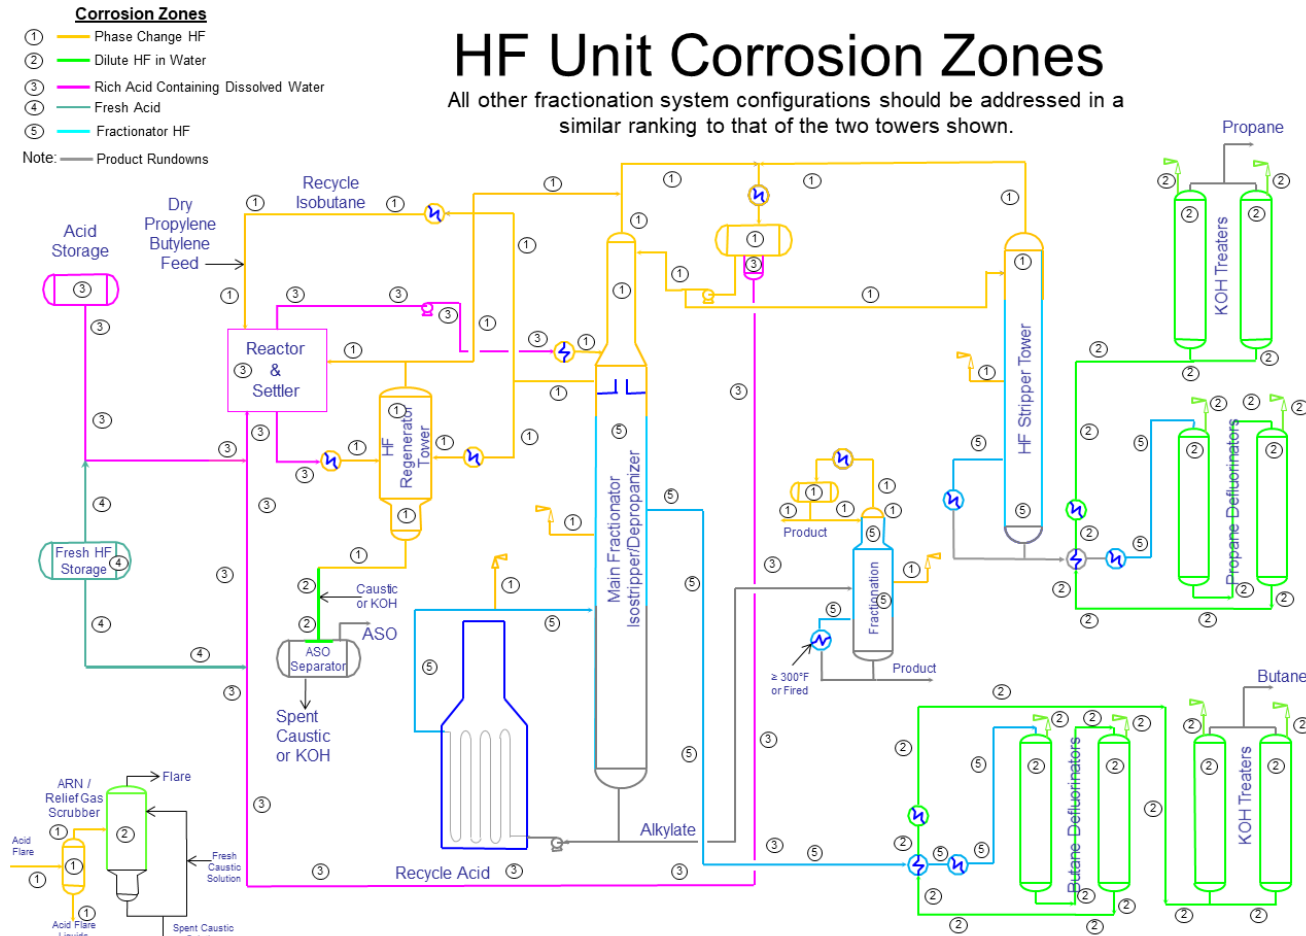 Corrosion Zones
1 Phase Change HF
2 Dilute HF in Water
3 Rich Acid Containing Dissolved Water
4 Fresh Acid
5 Fractionator HF
Note: Product Rundowns
HF Unit Corrosion Zones
All other fractionation system configurations should be addressed in a
similar ranking to that of the two towers shown.
Propane
Recycle
Isobutane
Dry
Propylene
Butylene
Feed
Acid
Storage
Reactor
&
Settler
HF
Regenerator
Tower
Main Fractionator
Isostripper/Depropanizer
HF Stripper Tower
KOH Treaters
Propane Defluorinators
Fresh HF
Storage
Caustic
or KOH
ASO
ASO
Separator
Spent
Caustic
or KOH
Product
Fractionation
≥ 300°F
or Fired
Product
Butane
Butane Defluorinators
KOH Treaters
Alkylate
Recycle Acid
ARN /
Relief Gas
Scrubber
Flare
Acid
Flare
Fresh
Caustic
Solution
Acid Flare
Spent Caustic